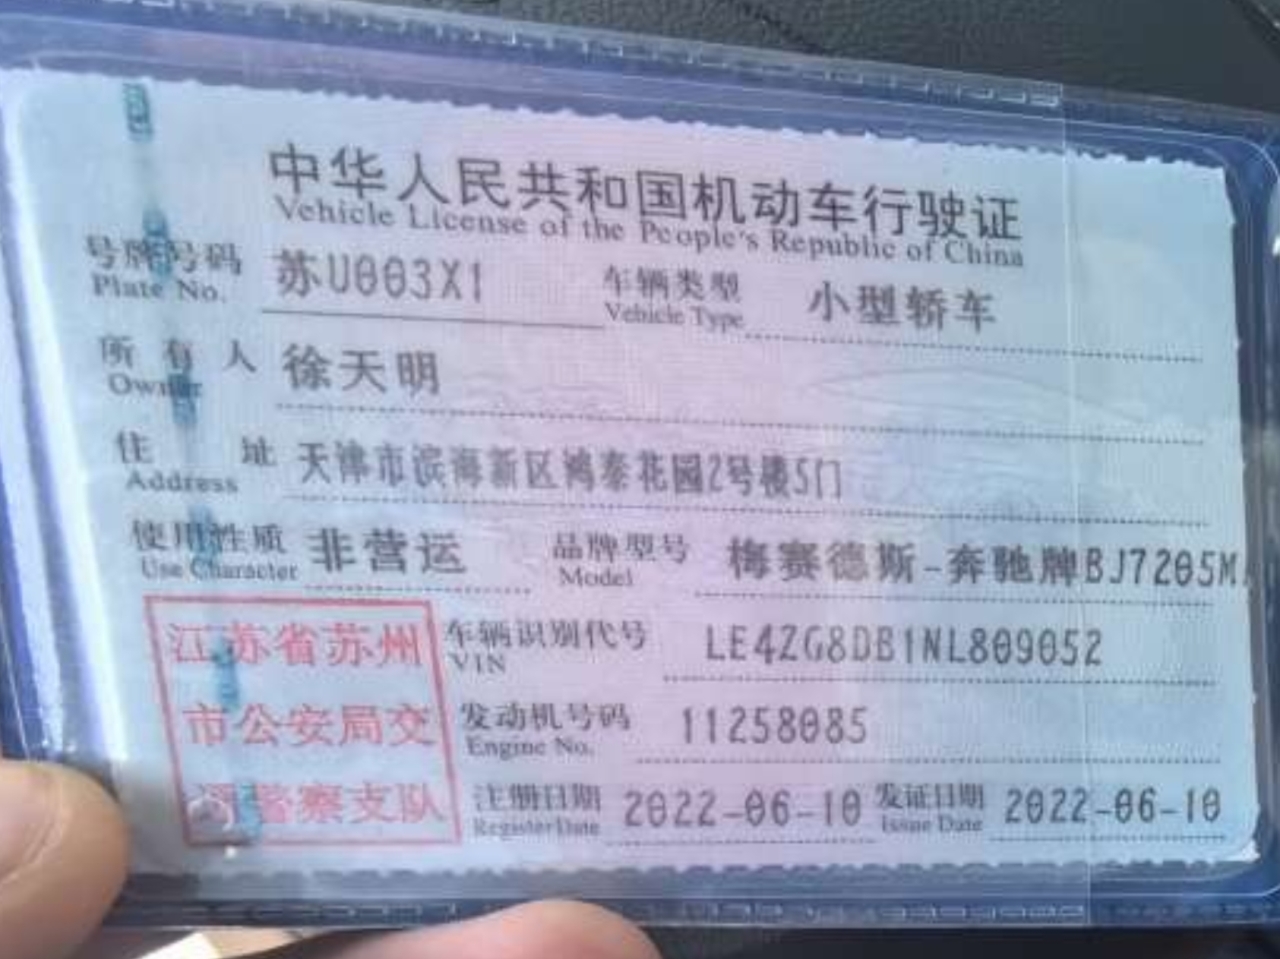 中华人民共和国机动车行驶证
Vehicle License of the People's Republic of China
号牌号码 苏U003X1 车辆类型 小型轿车
Plate No. Vehicle Type
所有人 徐天明
Owner
住址 天津市滨海新区鸿泰花园2号楼5门
Address
使用性质 非营运 品牌型号 梅赛德斯-奔驰牌BJ7205M
Use Character Model
江苏省苏州 车辆识别代号 LE4ZG8DB1NL809052
VIN
市公安局交 发动机号码 11258085
Engine No.
通警察支队 注册日期 2022-06-10 发证日期 2022-06-10
Register Date Issue Date